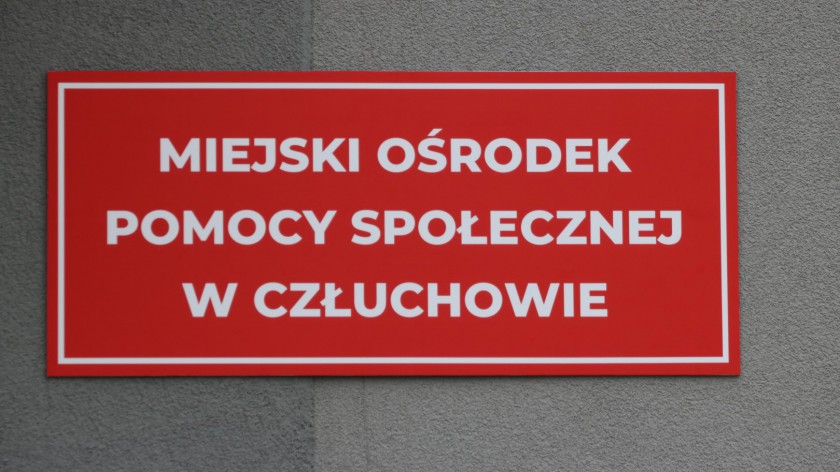 MIEJSKI OŚRODEK
POMOCY SPOŁECZNEJ
W CZŁUCHOWIE